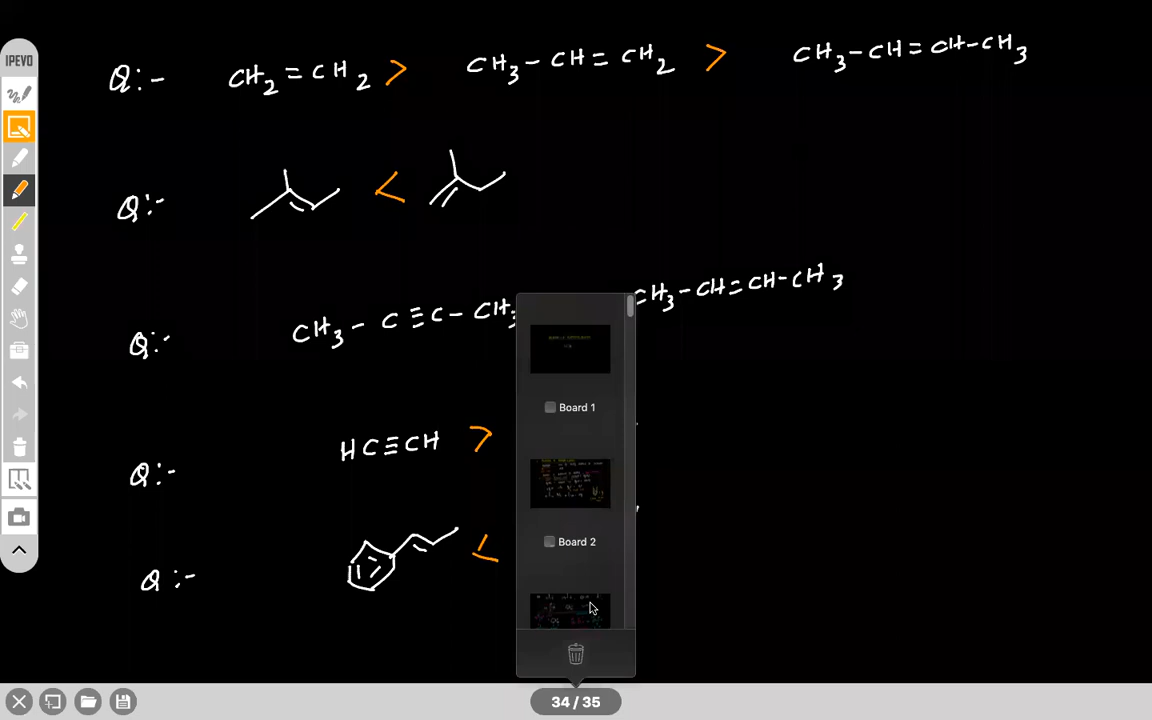 IPEVO
Q:- CH2 = CH2 > CH3 - CH = CH2 > CH3 - CH = CH - CH3
Q:- <
Q:- CH3 - C ≡ C - CH3 CH3 - CH = CH - CH3
Q:- HC ≡ CH >
Q:- <
Board 1
Board 2
34 / 35